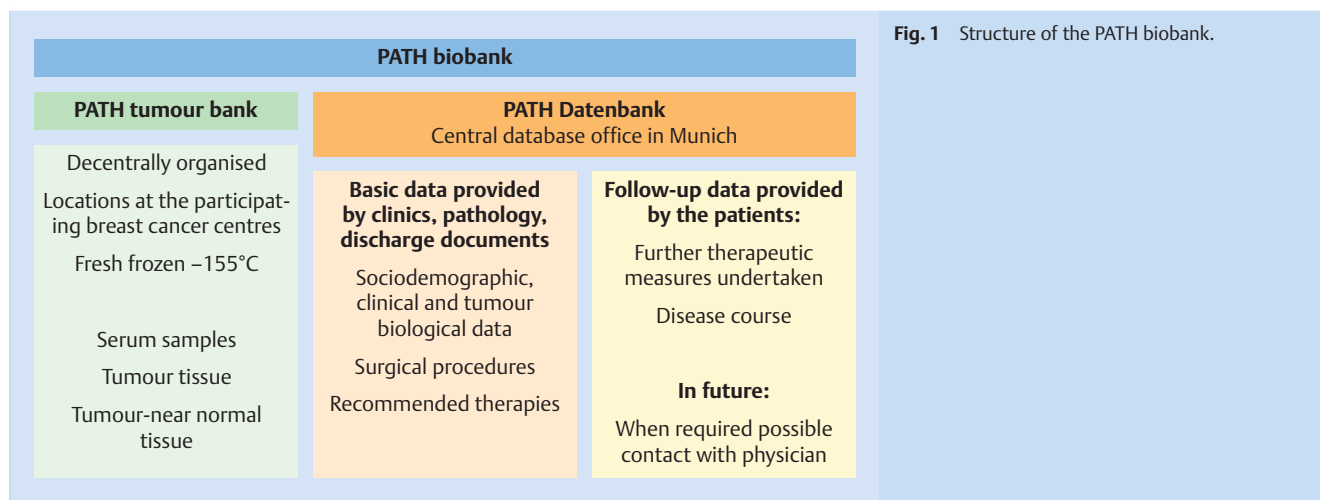 PATH biobank
PATH tumour bank
Decentrally organised
Locations at the participat-
ing breast cancer centres
Fresh frozen –155°C
Serum samples
Tumour tissue
Tumour-near normal
tissue
PATH Datenbank
Central database office in Munich
Basic data provided
by clinics, pathology,
discharge documents
Sociodemographic,
clinical and tumour
biological data
Surgical procedures
Recommended therapies
Follow-up data provided
by the patients:
Further therapeutic
measures undertaken
Disease course
In future:
When required possible
contact with physician
Fig. 1 Structure of the PATH biobank.